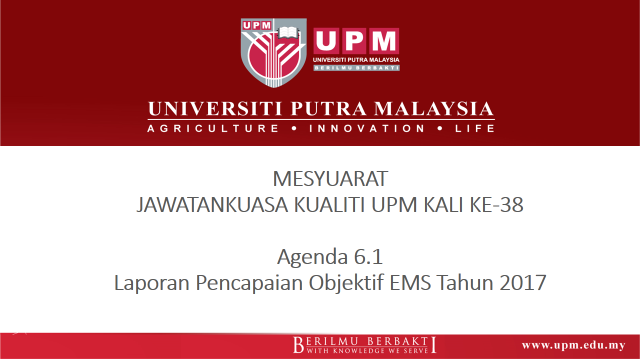 UPM
UPM
UNIVERSITI PUTRA MALAYSIA
BERILMU BERBAKTI
UNIVERSITI PUTRA MALAYSIA
AGRICULTURE • INNOVATION • LIFE
MESYUARAT
JAWATANKUASA KUALITI UPM KALI KE-38
Agenda 6.1
Laporan Pencapaian Objektif EMS Tahun 2017
BERILMU BERBAKTI
WITH KNOWLEDGE WE SERVE
www.upm.edu.my